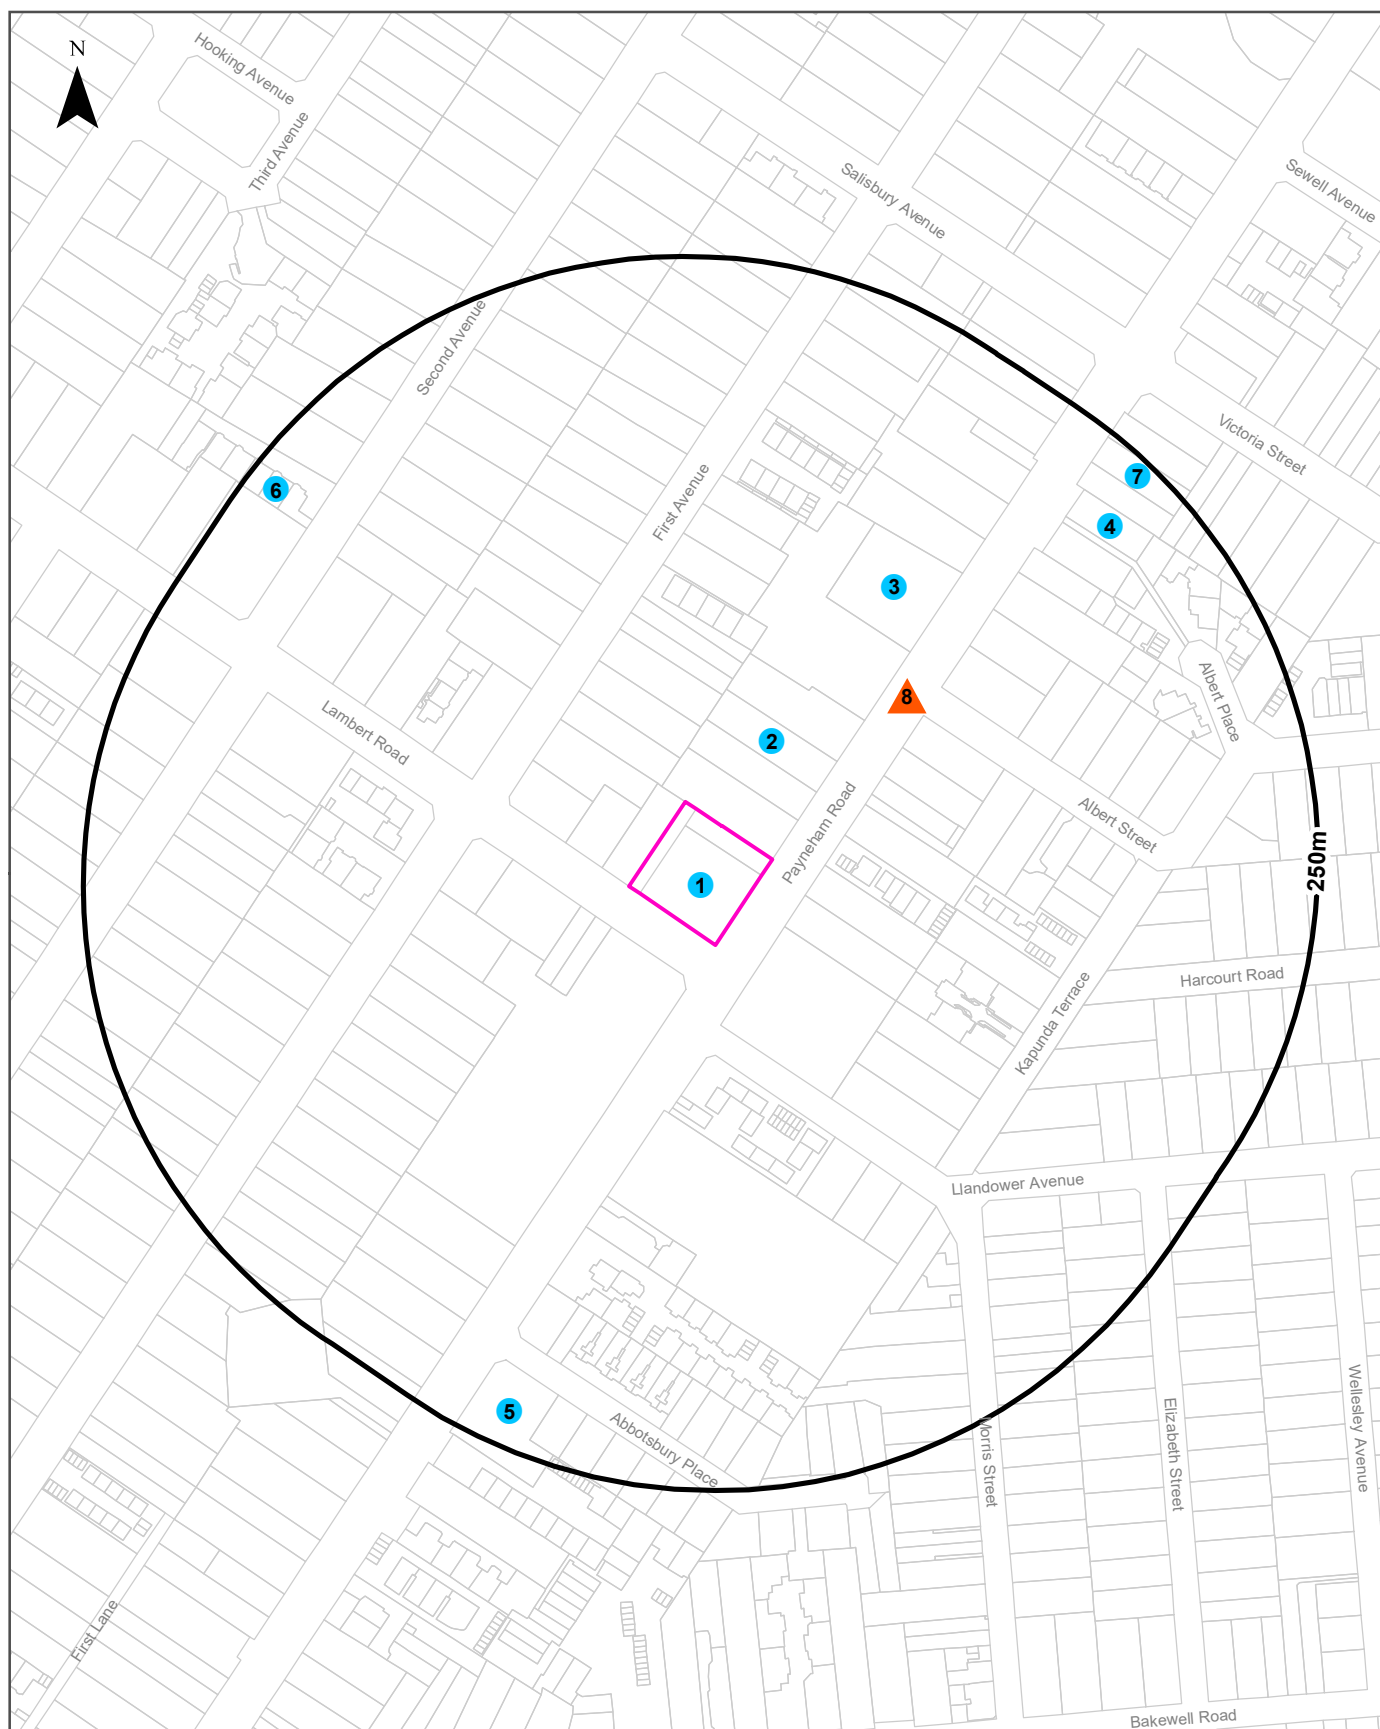 N
Hooking Avenue
Third Avenue
Salisbury Avenue
Sewell Avenue
Second Avenue
Victoria Street
First Avenue
7
6
4
3
Albert Place
8
Lambert Road
2
Payneham Road
Albert Street
250m
1
Harcourt Road
Kapunda Terrace
Llandower Avenue
5
Abbotsbury Place
Morris Street
Elizabeth Street
Wellesley Avenue
First Lane
Bakewell Road